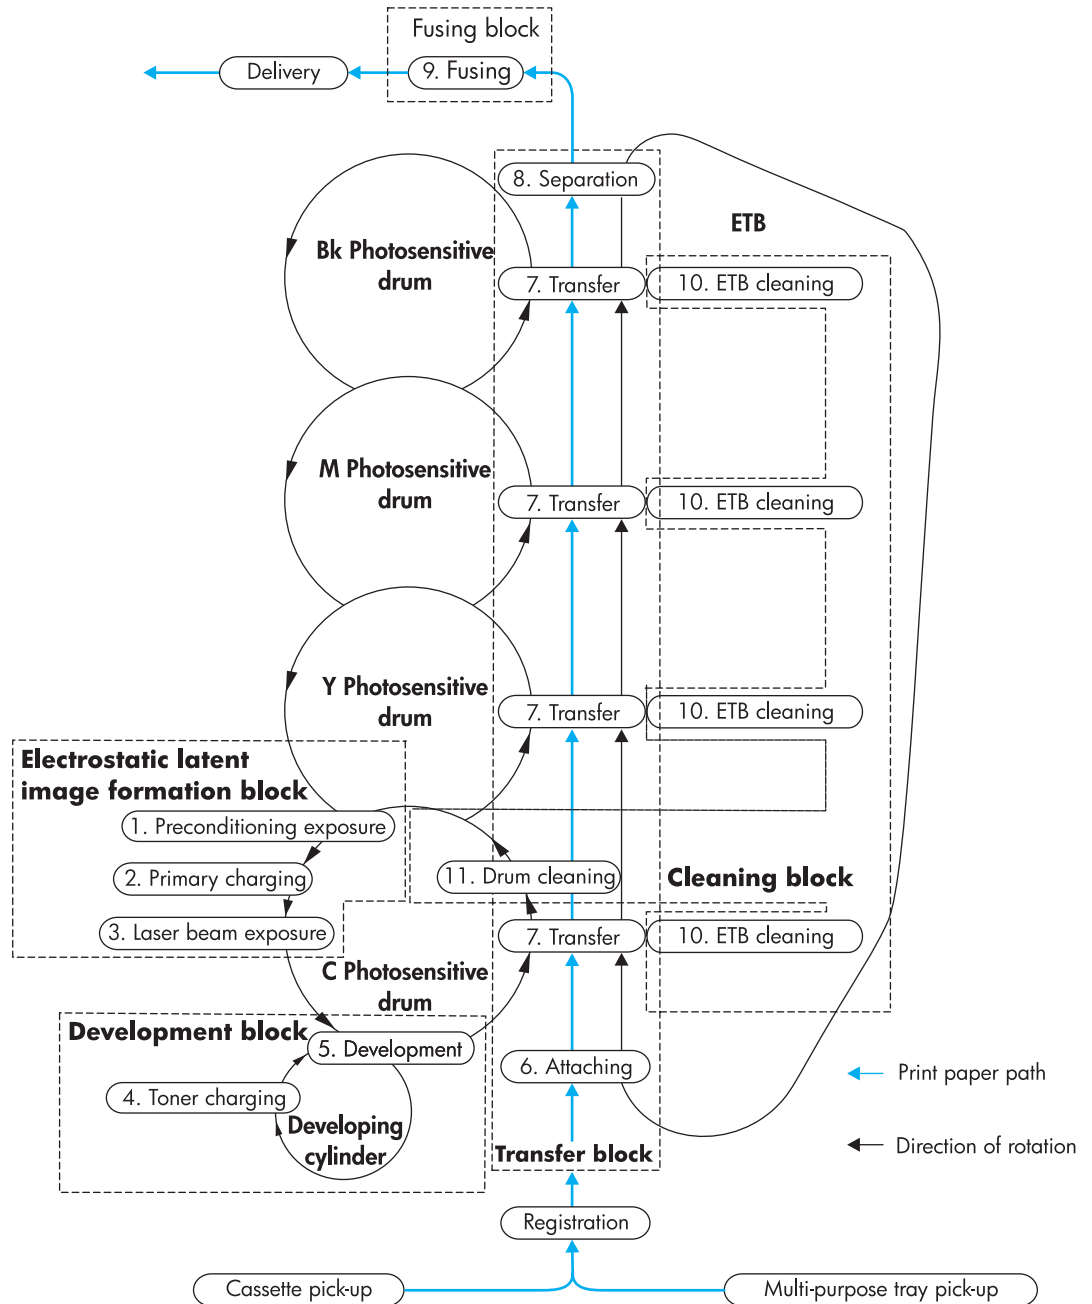 Fusing block
Delivery
9. Fusing
8. Separation
ETB
Bk Photosensitive
drum
7. Transfer
10. ETB cleaning
M Photosensitive
drum
7. Transfer
10. ETB cleaning
Y Photosensitive
drum
7. Transfer
10. ETB cleaning
Electrostatic latent
image formation block
1. Preconditioning exposure
2. Primary charging
11. Drum cleaning
Cleaning block
3. Laser beam exposure
7. Transfer
10. ETB cleaning
C Photosensitive
drum
Development block
5. Development
6. Attaching
4. Toner charging
Developing
cylinder
Transfer block
Print paper path
Direction of rotation
Registration
Cassette pick-up
Multi-purpose tray pick-up